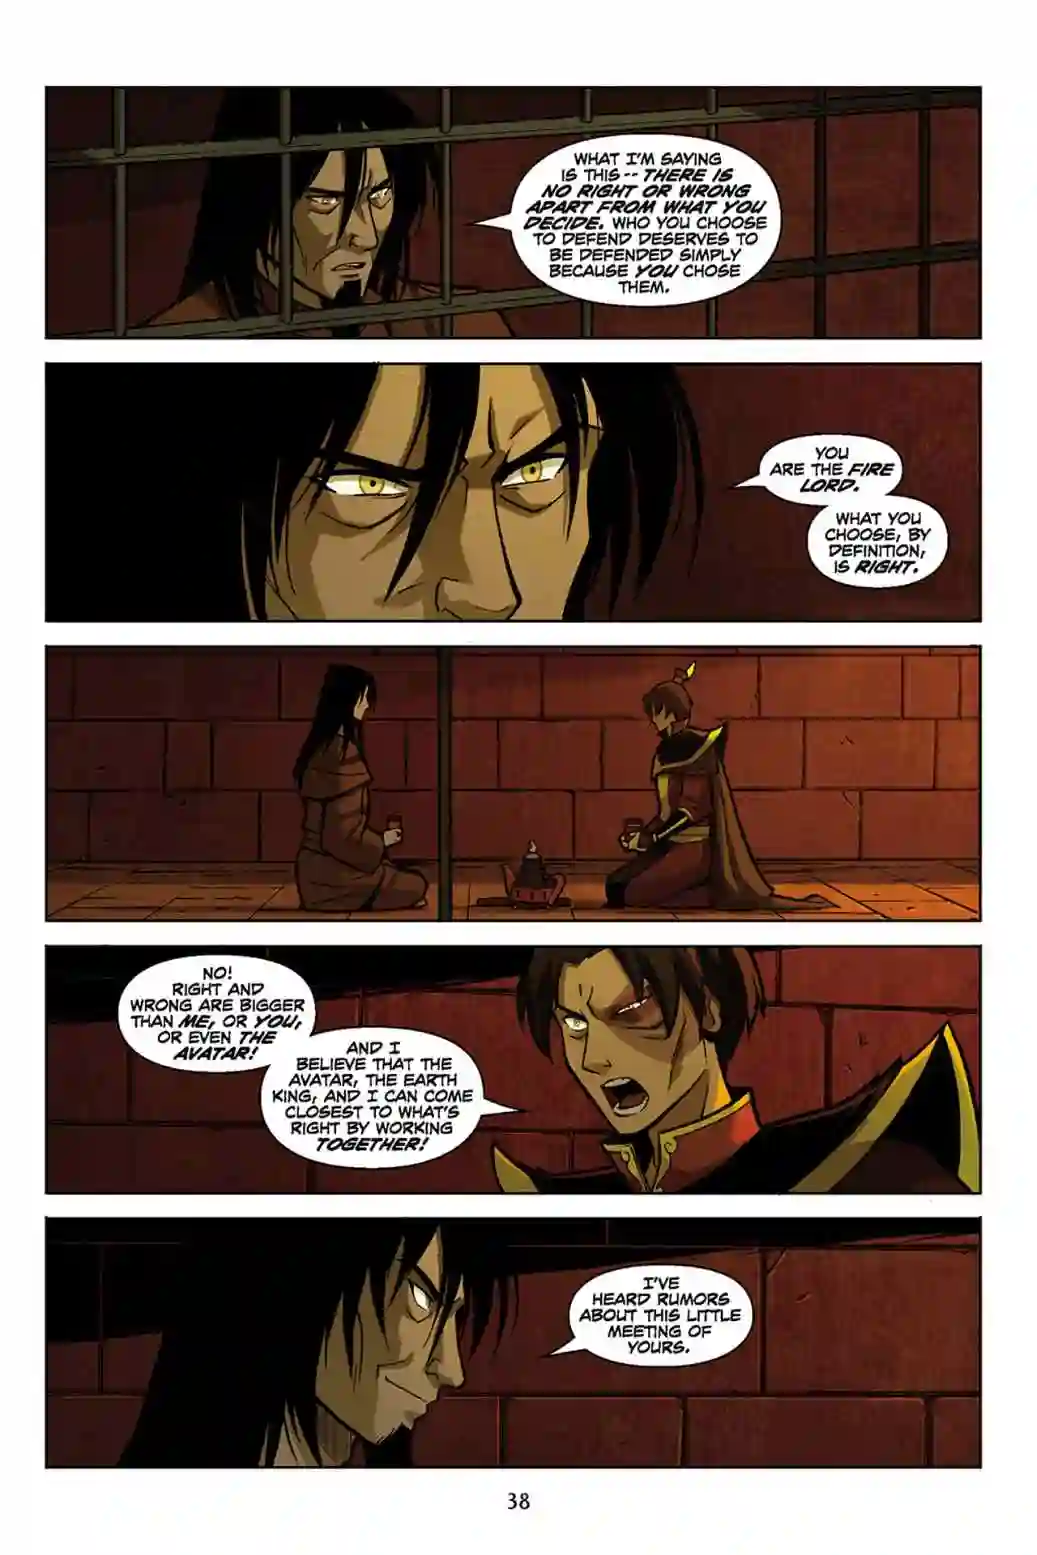 WHAT I'M SAYING
IS THIS -- THERE IS
NO RIGHT OR WRONG
APART FROM WHAT YOU
DECIDE. WHO YOU CHOOSE
TO DEFEND DESERVES TO
BE DEFENDED SIMPLY
BECAUSE YOU CHOSE
THEM.
YOU
ARE THE FIRE
LORD.
WHAT YOU
CHOOSE, BY
DEFINITION,
IS RIGHT.
NO!
RIGHT AND
WRONG ARE BIGGER
THAN ME, OR YOU,
OR EVEN THE
AVATAR!
AND I
BELIEVE THAT THE
AVATAR, THE EARTH
KING, AND I CAN COME
CLOSEST TO WHAT'S
RIGHT BY WORKING
TOGETHER!
I'VE
HEARD RUMORS
ABOUT THIS LITTLE
MEETING OF
YOURS.
38